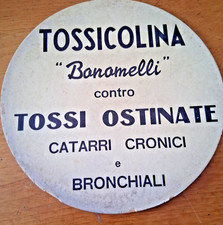 TOSSICOLINA
"Bonomelli"
contro
TOSSI OSTINATE
CATARRI CRONICI
e
BRONCHIALI